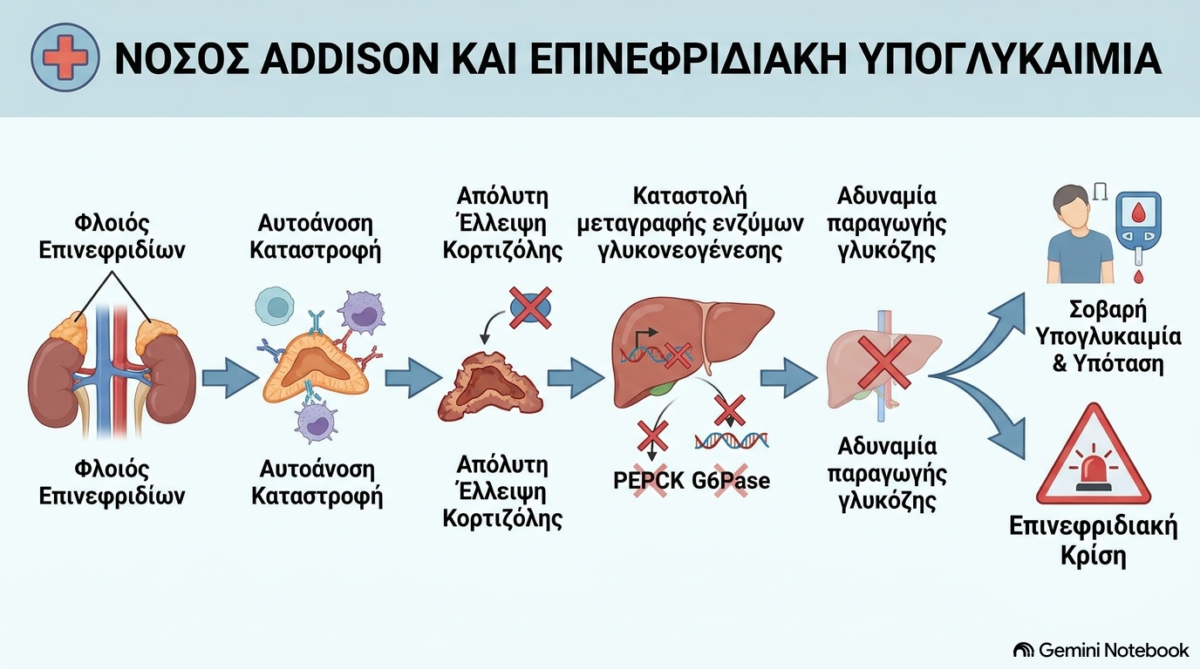 ΝΟΣΟΣ ADDISON ΚΑΙ ΕΠΙΝΕΦΡΙΔΙΑΚΗ ΥΠΟΓΛΥΚΑΙΜΙΑ
Φλοιός
Επινεφριδίων
Αυτοάνοση
Καταστροφή
Απόλυτη
Έλλειψη
Κορτιζόλης
Καταστολή
μεταγραφής ενζύμων
γλυκονεογένεσης
Αδυναμία
παραγωγής
γλυκόζης
Σοβαρή
Υπογλυκαιμία
& Υπόταση
Φλοιός
Επινεφριδίων
Αυτοάνοση
Καταστροφή
Απόλυτη
Έλλειψη
Κορτιζόλης
PEPCK G6Pase
Αδυναμία
παραγωγής
γλυκόζης
Επινεφριδιακή
Κρίση
Gemini Notebook